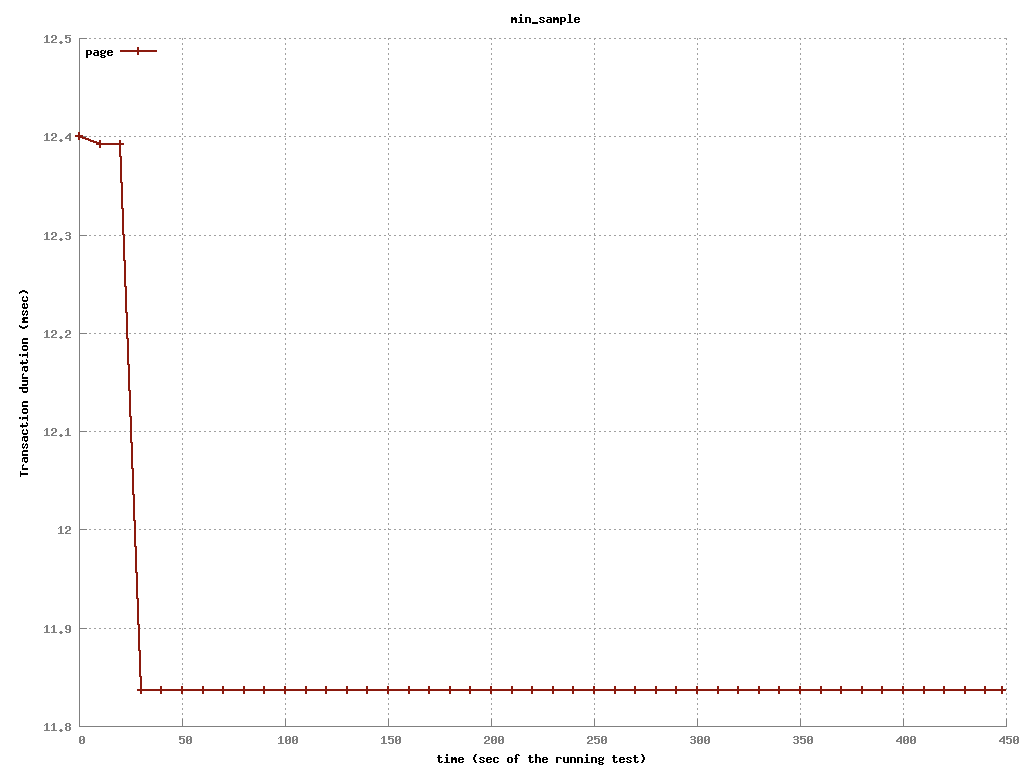 min_sample
page
12.5
12.4
12.3
12.2
12.1
12
11.9
11.8
Transaction duration (msec)
0 50 100 150 200 250 300 350 400 450
time (sec of the running test)